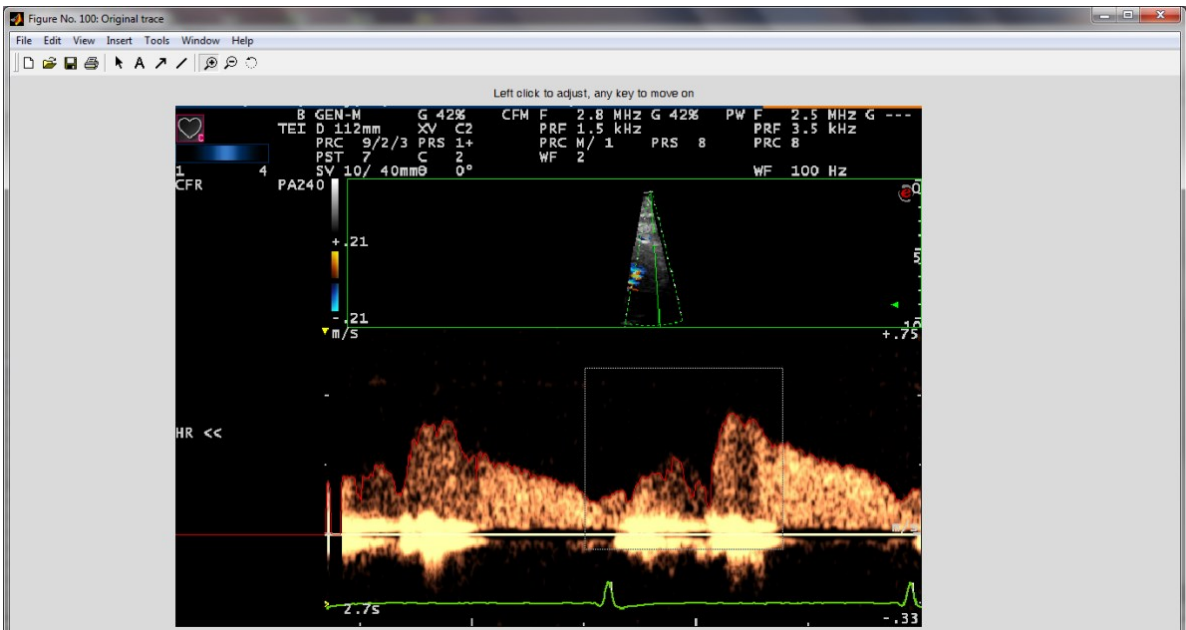 Figure No. 100: Original trace
File Edit View Insert Tools Window Help
Left click to adjust, any key to move on
B GEN-M G 42% CFM F 2.8 MHz G 42% PW F 2.5 MHz G ---
TEI D 112mm XV C2 PRF 1.5 kHz PRF 3.5 kHz
PRC 9/2/3 PRS 1+ PRC M/ 1 PRS 8 PRC 8
PST 7 C 2 WF 2
1 4 SV 10/ 40mmθ 0° WF 100 Hz
CFR PA240 0
+.21
5
-.21 10
m/s +.75
HR <<
m/s
2.7s
-.33